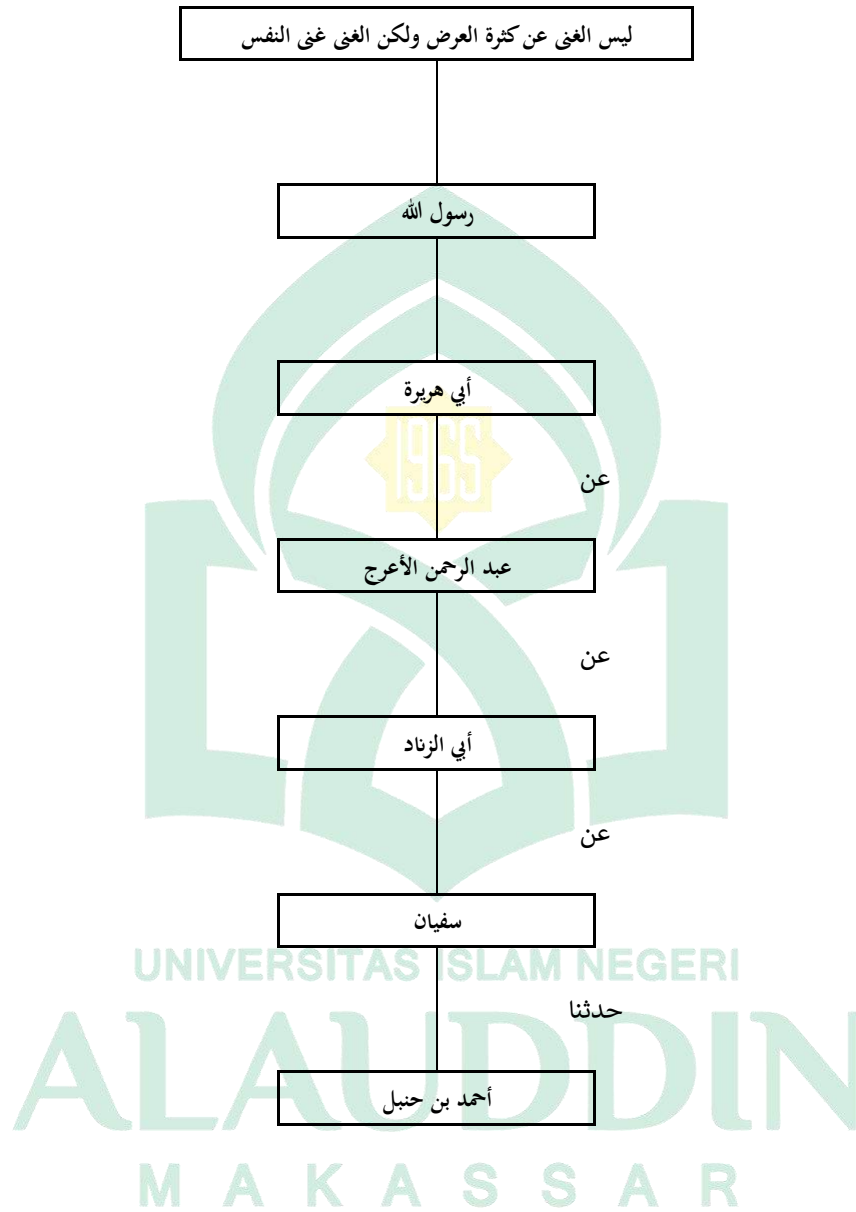 ليس الغنى عن كثرة العرض ولكن الغنى غنى النفس
رسول الله
أبي هريرة
1965
عن
عبد الرحمن الأعرج
عن
أبي الزناد
عن
سفيان
UNIVERSITAS ISLAM NEGERI
حدثنا
ALAUDDIN
أحمد بن حنبل
MAKASSAR